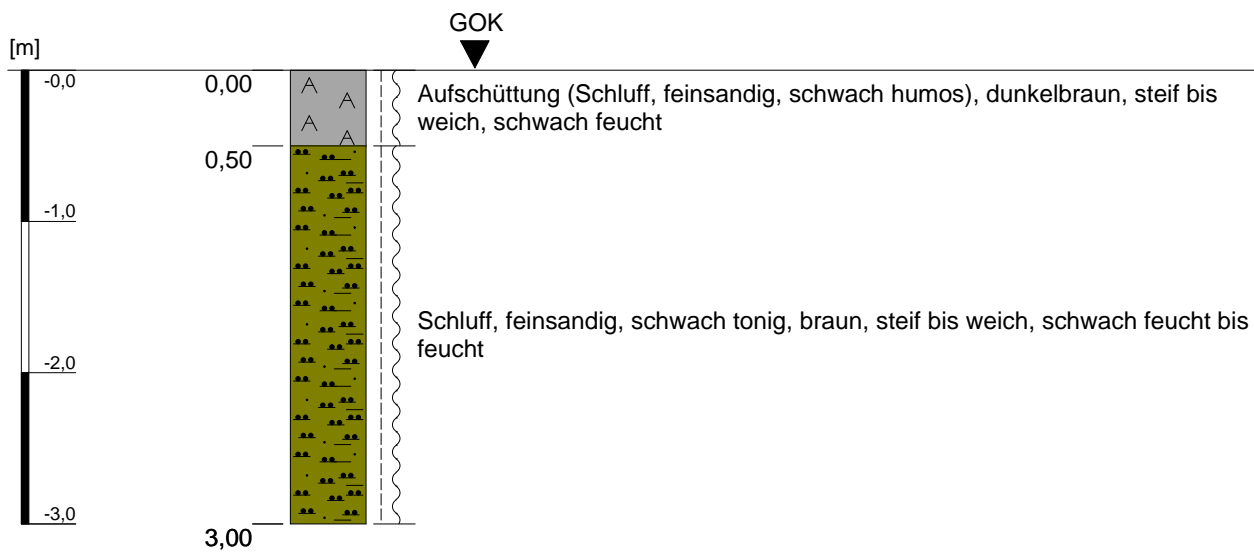 GOK
[m]
-0,0
0,00
Aufschüttung (Schluff, feinsandig, schwach humos), dunkelbraun, steif bis
weich, schwach feucht
0,50
-1,0
Schluff, feinsandig, schwach tonig, braun, steif bis weich, schwach feucht bis
feucht
-2,0
-3,0
3,00